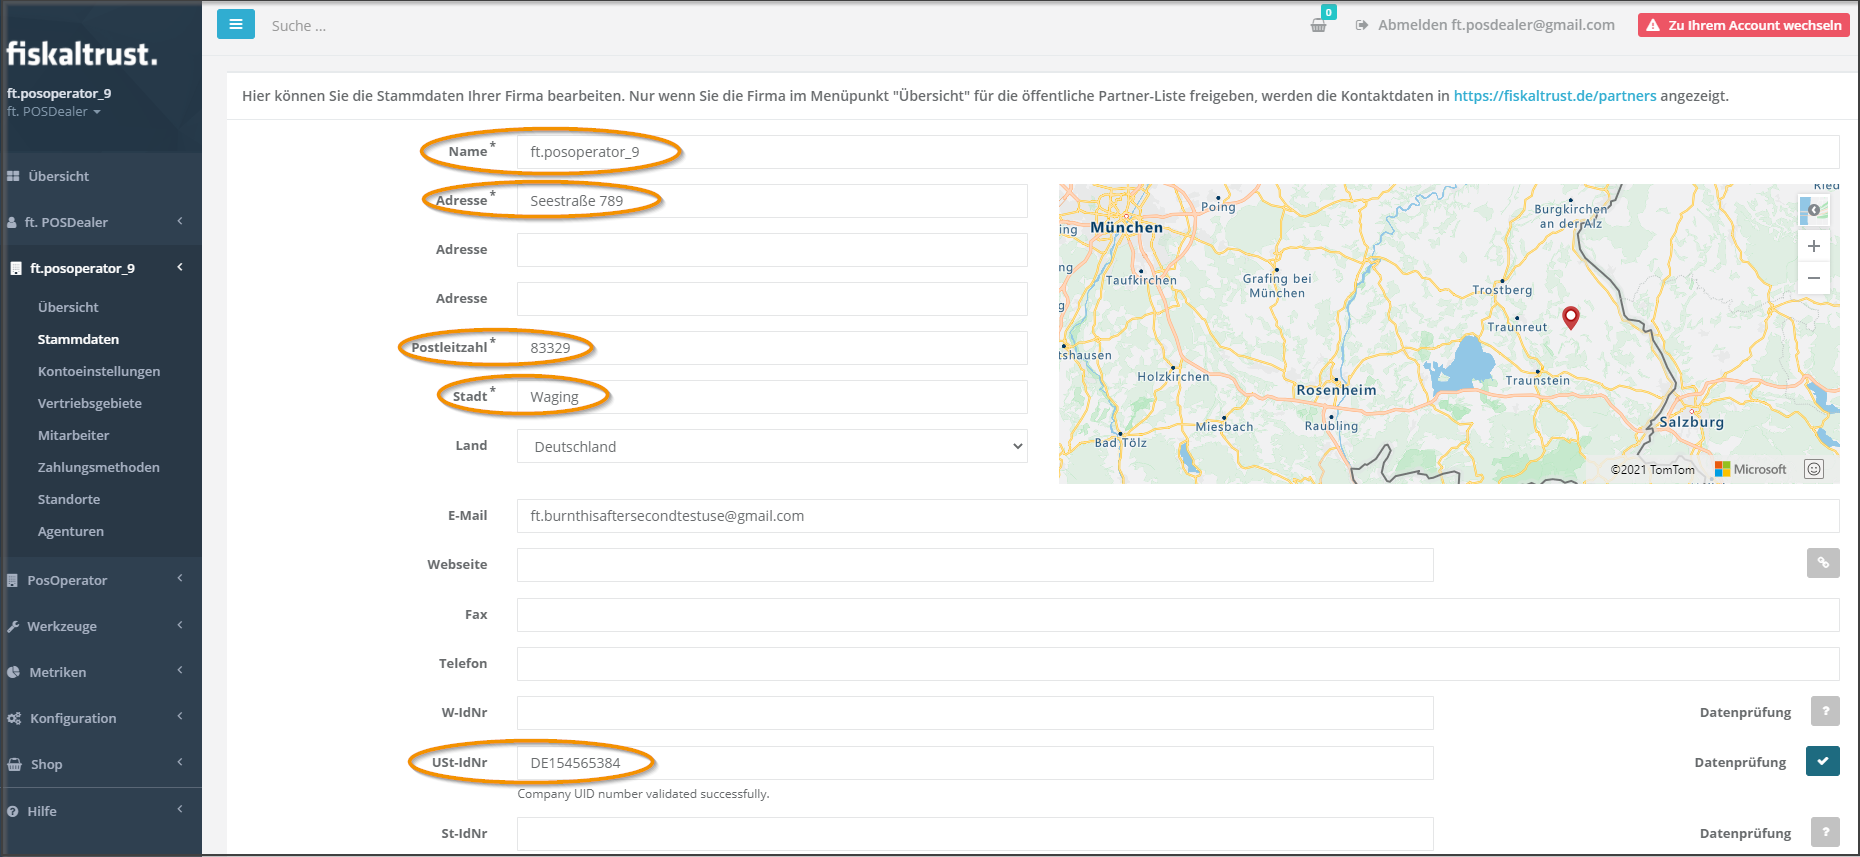 fiskaltrust.
ft.posoperator_9
ft. POSDealer
Übersicht
ft. POSDealer
ft.posoperator_9
Übersicht
Stammdaten
Kontoeinstellungen
Vertriebsgebiete
Mitarbeiter
Zahlungsmethoden
Standorte
Agenturen
PosOperator
Werkzeuge
Metriken
Konfiguration
Shop
Hilfe
Suche ...
0
Abmelden ft.posdealer@gmail.com
Zu Ihrem Account wechseln
Hier können Sie die Stammdaten Ihrer Firma bearbeiten. Nur wenn Sie die Firma im Menüpunkt "Übersicht" für die öffentliche Partner-Liste freigeben, werden die Kontaktdaten in https://fiskaltrust.de/partners angezeigt.
Name * ft.posoperator_9
Adresse * Seestraße 789
Adresse
Adresse
Postleitzahl * 83329
Stadt * Waging
Land Deutschland
Ried
Poing
Burgkirchen
an der Alz
ing
München
ng
Taufkirchen
Grafing bei
München
Trostberg
Traunreut
tshausen
Holzkirchen
Rosenheim
Traunstein
Miesbach
Raubling
Salzburg
Bad Tölz
©2021 TomTom
Microsoft
E-Mail ft.burnthisaftersecondtestuse@gmail.com
Webseite
Fax
Telefon
W-IdNr Datenprüfung ?
USt-IdNr DE154565384 Datenprüfung
Company UID number validated successfully.
St-IdNr Datenprüfung ?